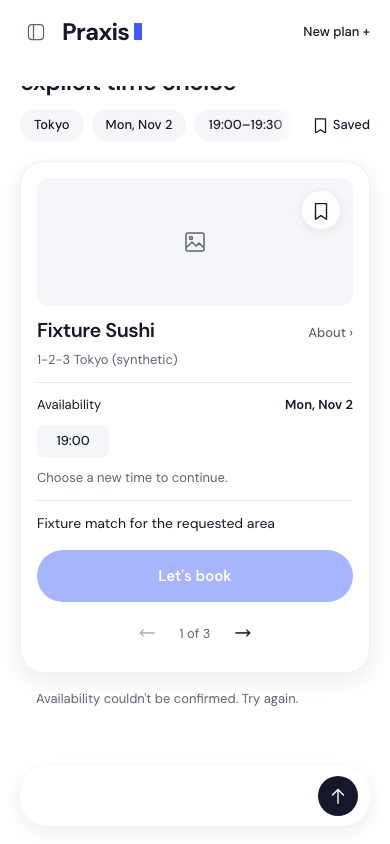 Praxis
New plan +
explicit time choice
Tokyo
Mon, Nov 2
19:00–19:30
Saved
Fixture Sushi
About ›
1-2-3 Tokyo (synthetic)
Availability
Mon, Nov 2
19:00
Choose a new time to continue.
Fixture match for the requested area
Let's book
← 1 of 3 →
Availability couldn't be confirmed. Try again.